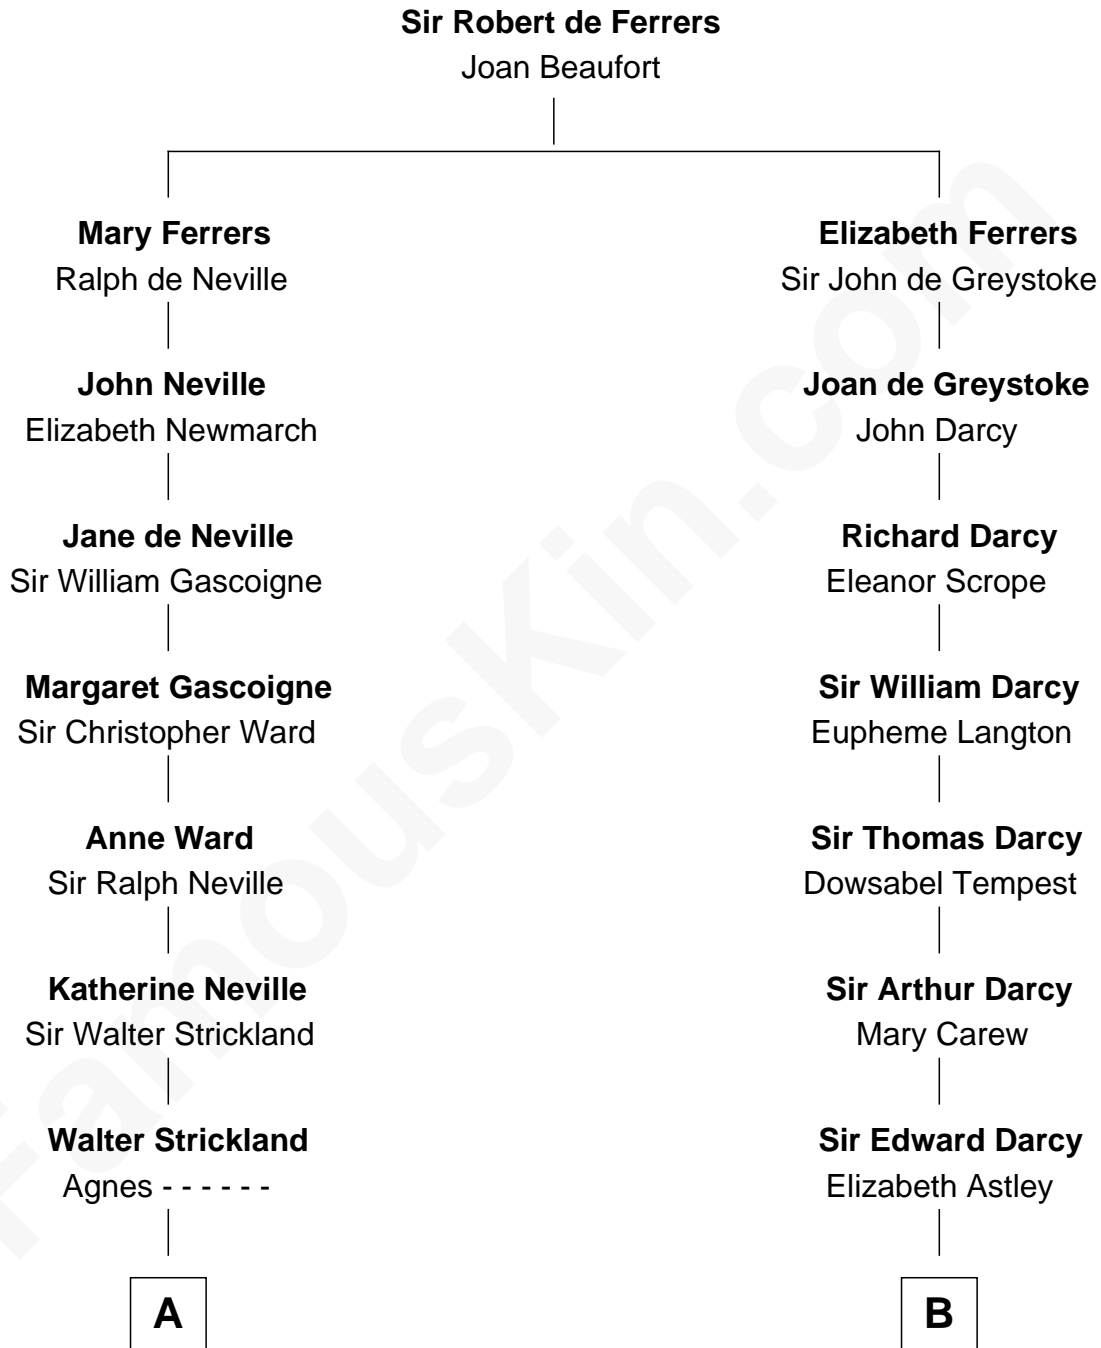 Sir Robert de Ferrers
Joan Beaufort
Mary Ferrers
Ralph de Neville
Elizabeth Ferrers
Sir John de Greystoke
John Neville
Elizabeth Newmarch
Joan de Greystoke
John Darcy
Jane de Neville
Sir William Gascoigne
Richard Darcy
Eleanor Scrope
Margaret Gascoigne
Sir Christopher Ward
Sir William Darcy
Eupheme Langton
Anne Ward
Sir Ralph Neville
Sir Thomas Darcy
Dowsabel Tempest
Katherine Neville
Sir Walter Strickland
Sir Arthur Darcy
Mary Carew
Walter Strickland
Agnes - - - - - -
Sir Edward Darcy
Elizabeth Astley
A
B
FamousKin.com